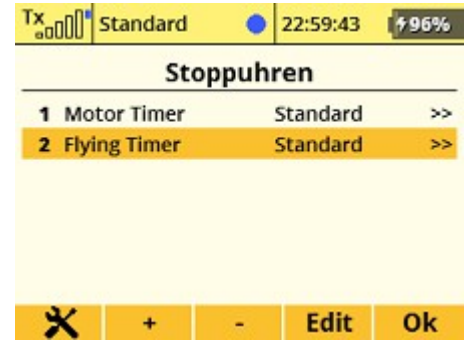 Tx Standard 22:59:43 96%
Stoppuhren
1 Motor Timer Standard >>
2 Flying Timer Standard >>
+ - Edit Ok